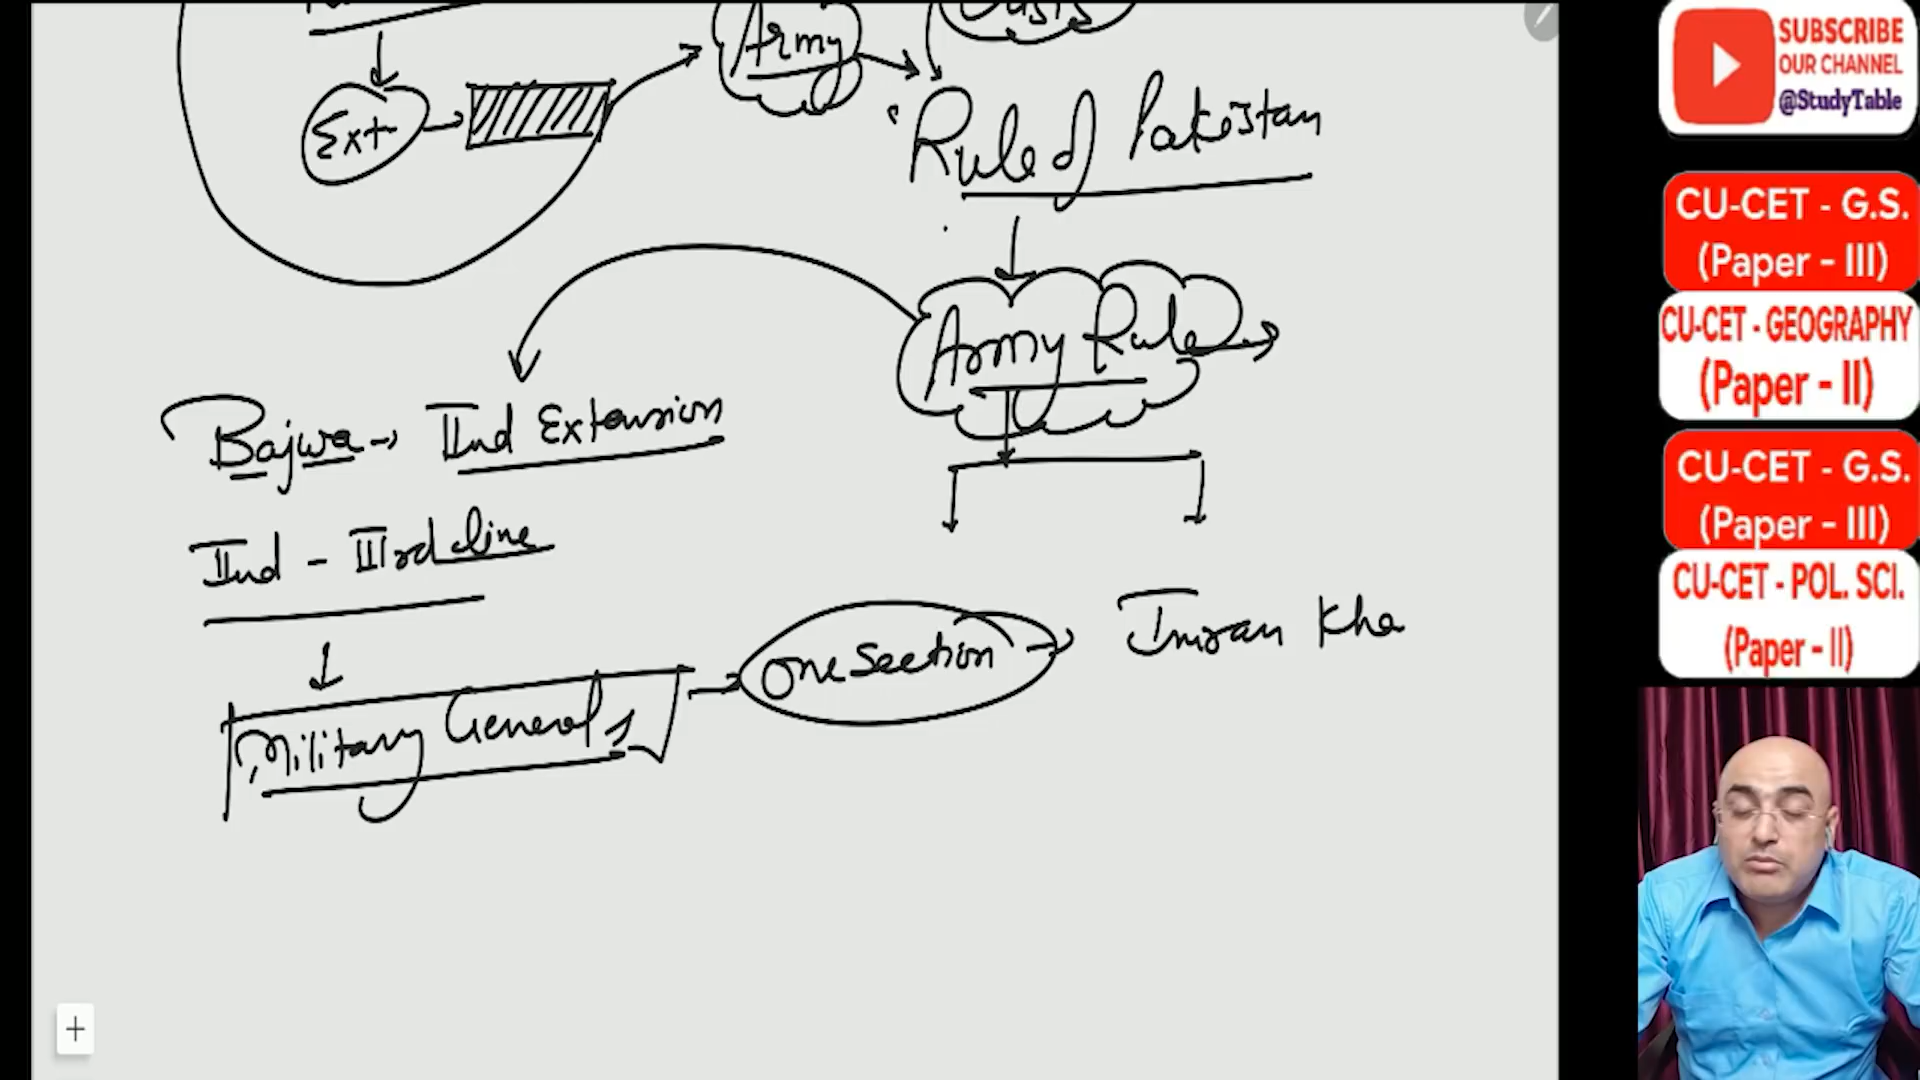 Army
Ext
Rule of Pakistan
Army Rule
Bajwa → IInd Extension
IInd - IIIrd line
Military Generals
One Section → Imran Kha
SUBSCRIBE
OUR CHANNEL
@StudyTable
CU-CET - G.S.
(Paper - III)
CU-CET - GEOGRAPHY
(Paper - II)
CU-CET - G.S.
(Paper - III)
CU-CET - POL. SCI.
(Paper - II)
+